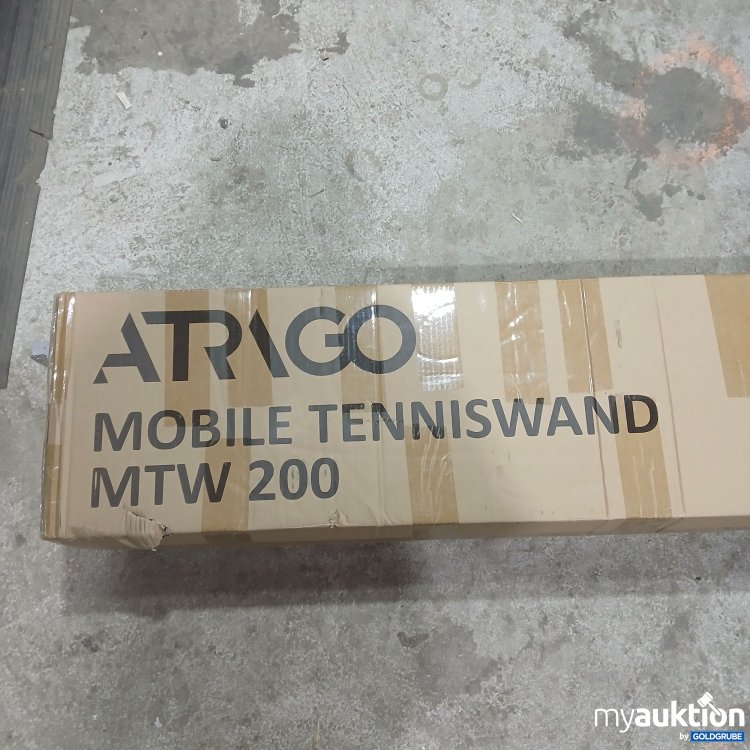 ATRIGO
MOBILE TENNISWAND
MTW 200
myauktion
by GOLDGRUBE